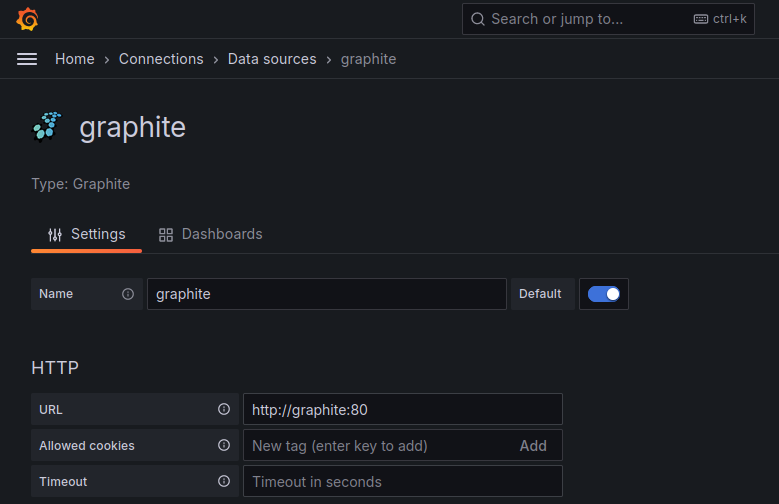 Search or jump to... ctrl+k
Home › Connections › Data sources › graphite
graphite
Type: Graphite
Settings Dashboards
Name graphite Default
HTTP
URL http://graphite:80
Allowed cookies New tag (enter key to add) Add
Timeout Timeout in seconds